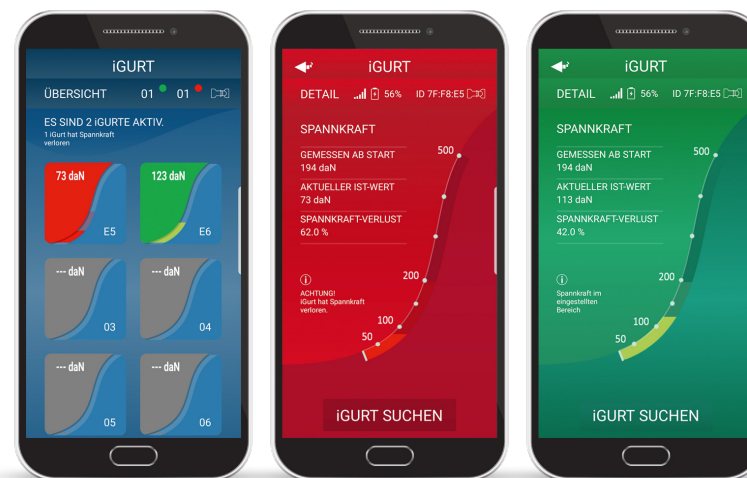 iGURT
ÜBERSICHT 01 01
ES SIND 2 iGURTE AKTIV.
1 iGurt hat Spannkraft
verloren
73 daN
E5
123 daN
E6
--- daN
03
--- daN
04
--- daN
05
--- daN
06
iGURT
DETAIL 56% ID 7F:F8:E5
SPANNKRAFT
GEMESSEN AB START
194 daN
AKTUELLER IST-WERT
73 daN
SPANNKRAFT-VERLUST
62.0 %
500
200
100
50
ACHTUNG!
iGurt hat Spannkraft
verloren.
iGURT SUCHEN
iGURT
DETAIL 56% ID 7F:F8:E5
SPANNKRAFT
GEMESSEN AB START
194 daN
AKTUELLER IST-WERT
113 daN
SPANNKRAFT-VERLUST
42.0 %
500
200
100
50
Spannkraft im
eingestellten
Bereich
iGURT SUCHEN